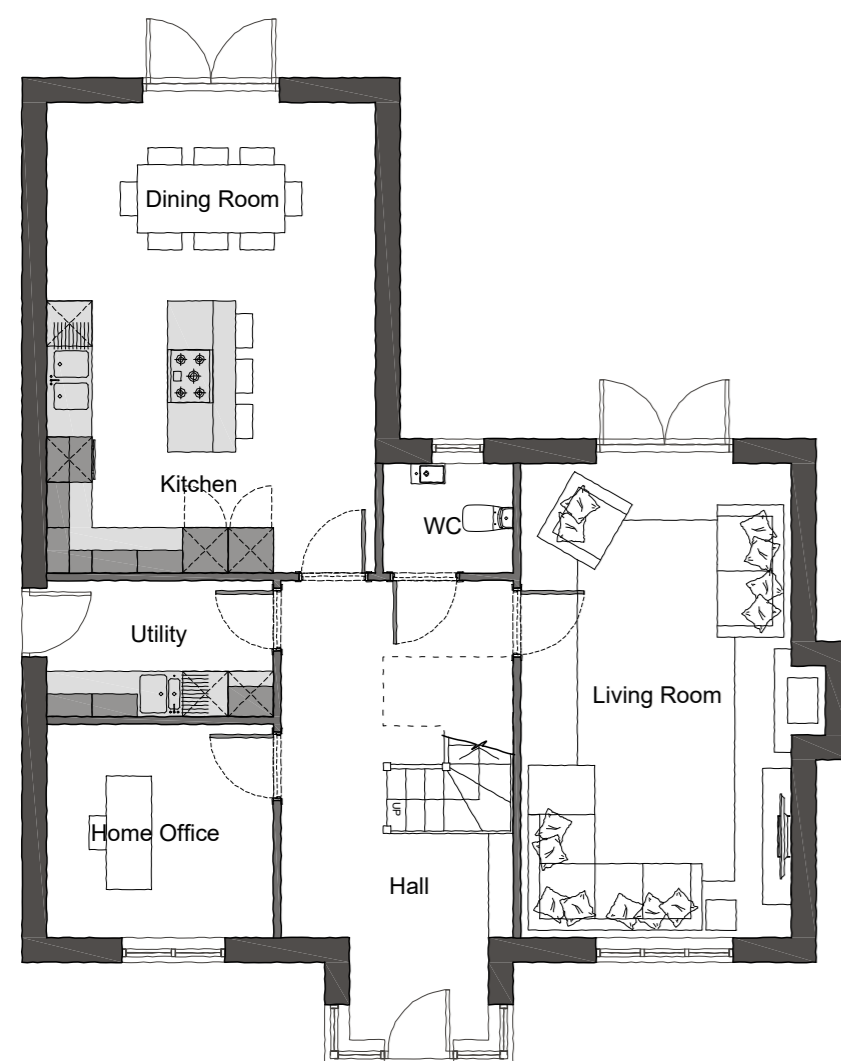 Dining Room
Kitchen
WC
Utility
Living Room
UP
Home Office
Hall